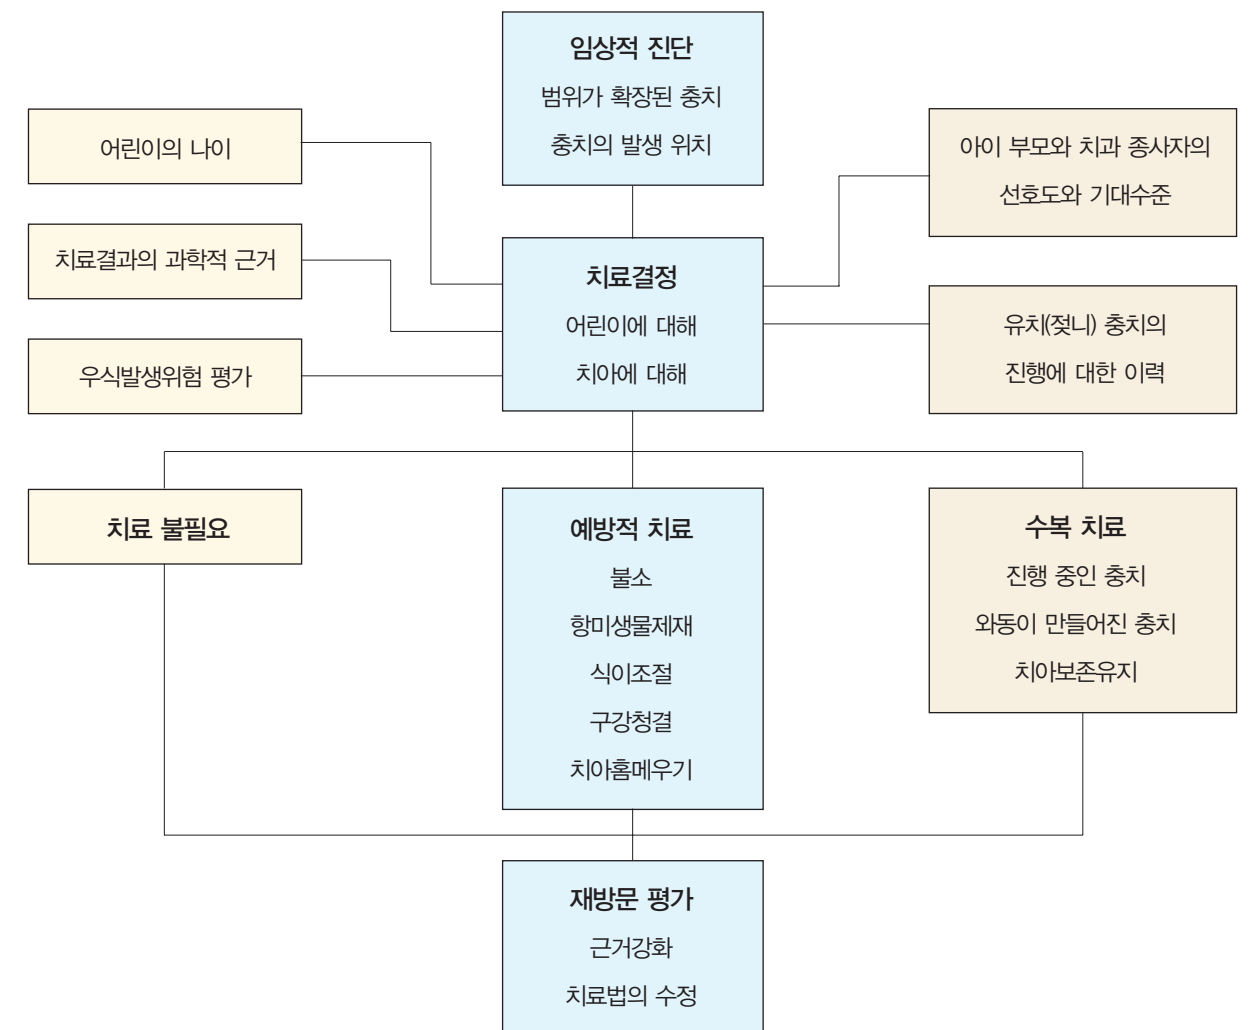 임상적 진단
범위가 확장된 충치
충치의 발생 위치
어린이의 나이
치료결과의 과학적 근거
우식발생위험 평가
아이 부모와 치과 종사자의
선호도와 기대수준
유치(젖니) 충치의
진행에 대한 이력
치료결정
어린이에 대해
치아에 대해
치료 불필요
예방적 치료
불소
항미생물제재
식이조절
구강청결
치아홈메우기
수복 치료
진행 중인 충치
와동이 만들어진 충치
치아보존유지
재방문 평가
근거강화
치료법의 수정